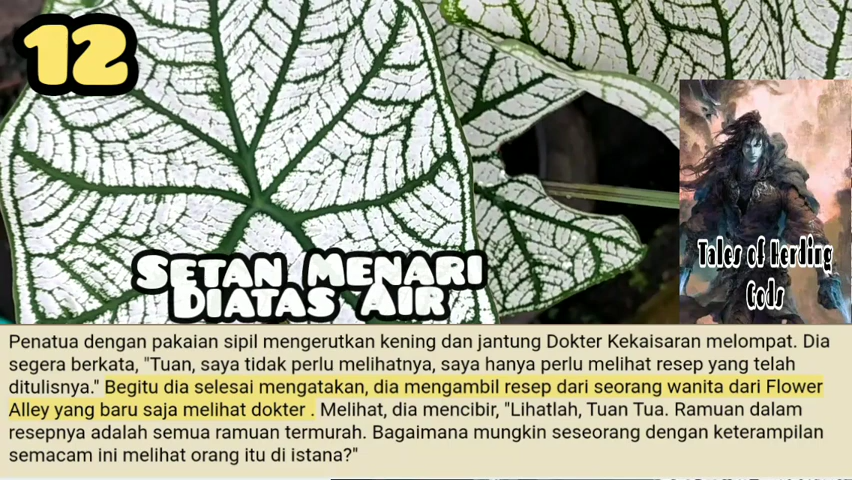 12
SETAN MENARI
DIATAS AIR
Tales of Herding
Gods
Penatua dengan pakaian sipil mengerutkan kening dan jantung Dokter Kekaisaran melompat. Dia
segera berkata, "Tuan, saya tidak perlu melihatnya, saya hanya perlu melihat resep yang telah
ditulisnya." Begitu dia selesai mengatakan, dia mengambil resep dari seorang wanita dari Flower
Alley yang baru saja melihat dokter . Melihat, dia mencibir, "Lihatlah, Tuan Tua. Ramuan dalam
resepnya adalah semua ramuan termurah. Bagaimana mungkin seseorang dengan keterampilan
semacam ini melihat orang itu di istana?"